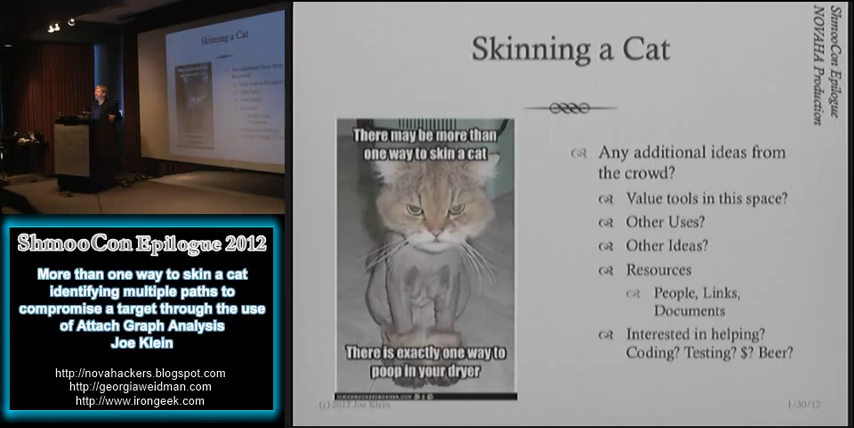 Skinning a Cat
ShmooCon Epilogue
NOVAHA Production
Skinning a Cat
There may be more than
one way to skin a cat
There is exactly one way to
poop in your dryer
Any additional ideas from
the crowd?
Value tools in this space?
Other Uses?
Other Ideas?
Resources
People, Links,
Documents
Interested in helping?
Coding? Testing? $? Beer?
(c) 2012 Joe Klein
1/30/12
ShmooCon Epilogue 2012
More than one way to skin a cat
identifying multiple paths to
compromise a target through the use
of Attach Graph Analysis
Joe Klein
http://novahackers.blogspot.com
http://georgiaweidman.com
http://www.irongeek.com